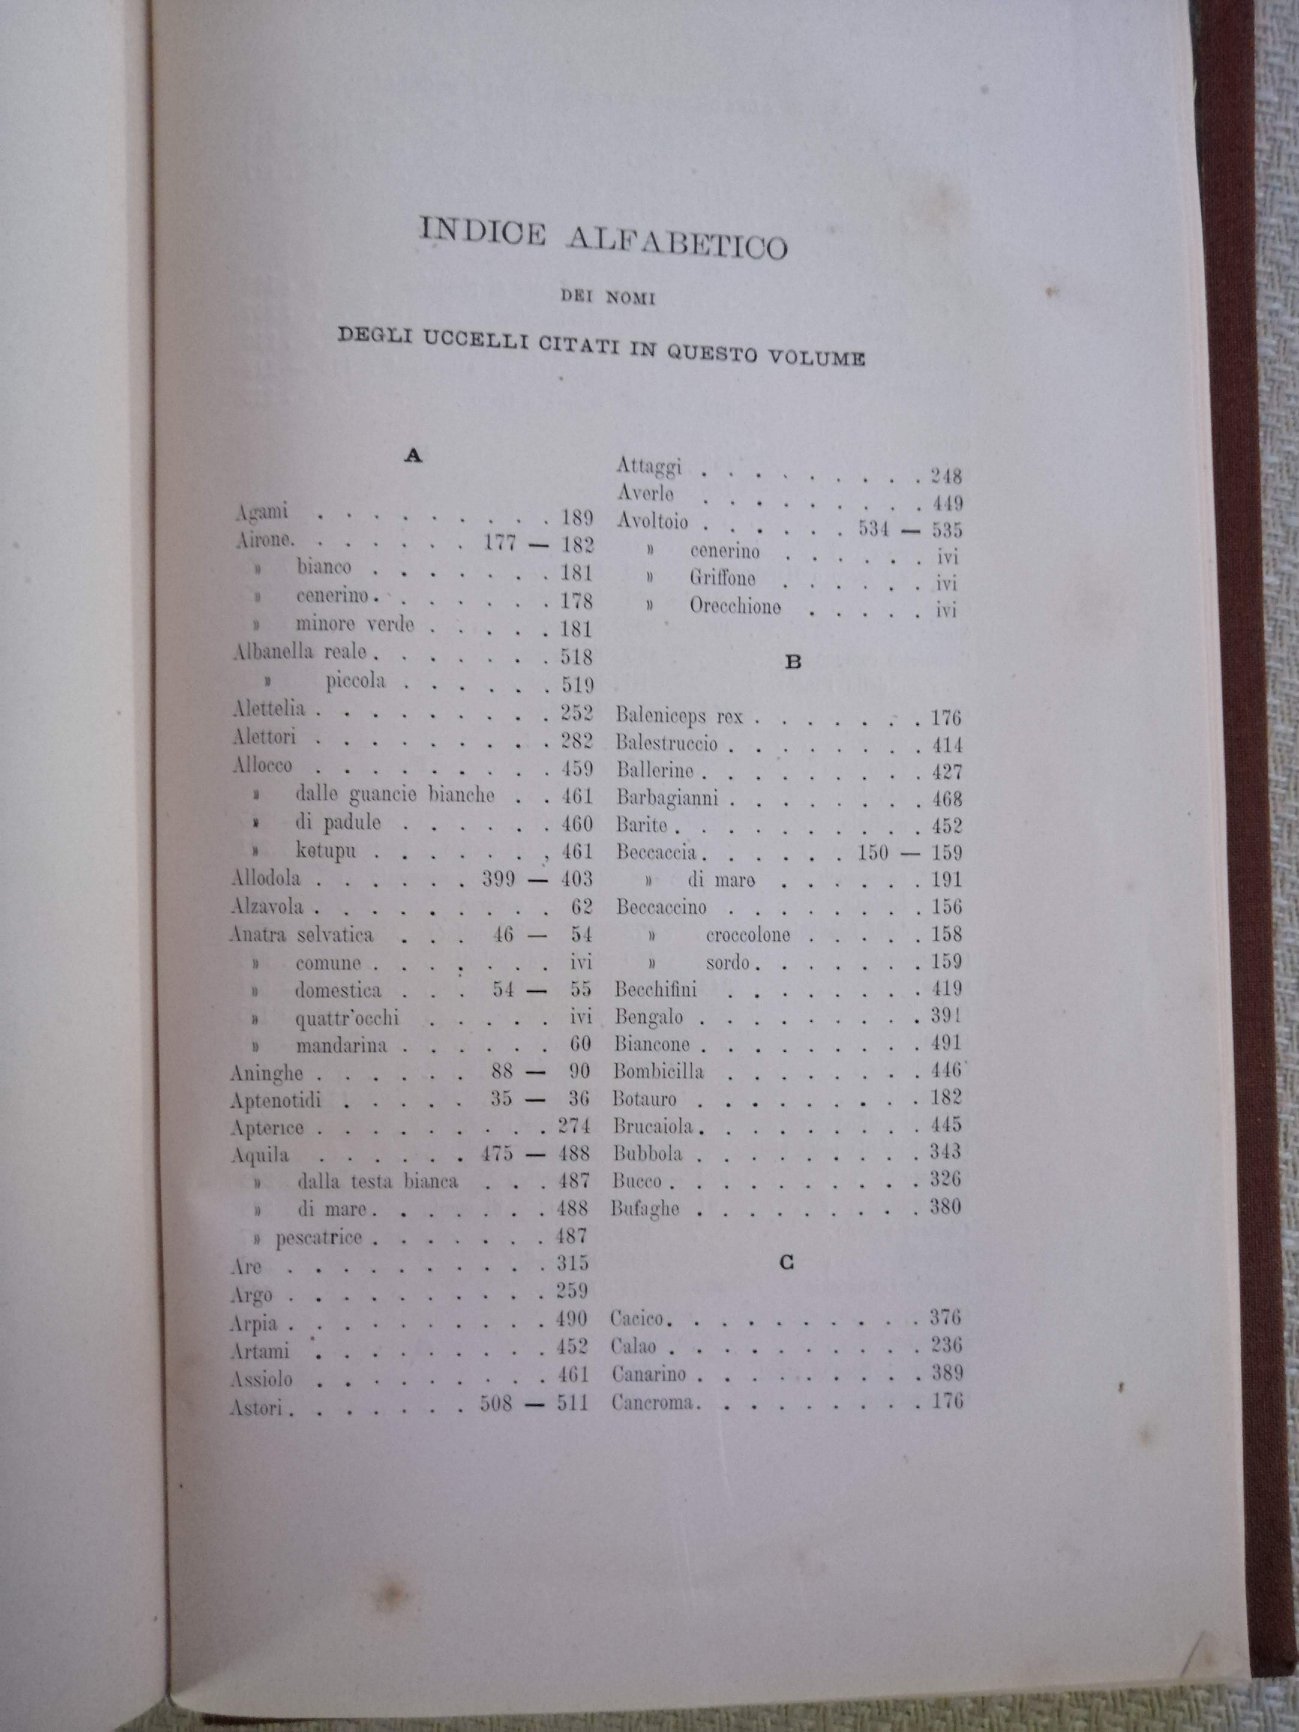 INDICE ALFABETICO
DEI NOMI
DEGLI UCCELLI CITATI IN QUESTO VOLUME
A
Agami . . . . . . . . . 189
Airone. . . . . . . 177 — 182
» bianco . . . . . . . 181
» cenerino. . . . . . . 178
» minore verde . . . . . 181
Albanella reale. . . . . . . 518
» piccola . . . . . . 519
Alettelia . . . . . . . . . 252
Alettori . . . . . . . . . 282
Allocco . . . . . . . . . 459
» dalle guancie bianche . . 461
» di padule . . . . . . 460
» ketupu . . . . . . , 461
Allodola . . . . . . 399 — 403
Alzavola . . . . . . . . . 62
Anatra selvatica . . . 46 — 54
» comune . . . . . . . ivi
» domestica . . . 54 — 55
» quattr'occhi . . . . . ivi
» mandarina . . . . . . 60
Aninghe . . . . . . 88 — 90
Aptenotidi . . . . . 35 — 36
Apterice . . . . . . . . . 274
Aquila . . . . . . 475 — 488
» dalla testa bianca . . . 487
» di mare. . . . . . . 488
» pescatrice . . . . . . . 487
Are . . . . . . . . . . 315
Argo . . . . . . . . . . 259
Arpia . . . . . . . . . . 490
Artami . . . . . . . . . 452
Assiolo . . . . . . . . . 461
Astori. . . . . . . 508 — 511
Attaggi . . . . . . . . . 248
Averle . . . . . . . . . 449
Avoltoio . . . . . . 534 — 535
» cenerino . . . . . . ivi
» Griffone . . . . . . ivi
» Orecchione . . . . . ivi
B
Baleniceps rex . . . . . . . 176
Balestruccio . . . . . . . . 414
Ballerine . . . . . . . . . 427
Barbagianni . . . . . . . . 468
Barite . . . . . . . . . . 452
Beccaccia. . . . . . 150 — 159
» di mare . . . . . . 191
Beccaccino . . . . . . . . 156
» croccolone . . . . . 158
» sordo. . . . . . . 159
Becchifini . . . . . . . . 419
Bengalo . . . . . . . . . 391
Biancone . . . . . . . . . 491
Bombicilla . . . . . . . . 446
Botauro . . . . . . . . . 182
Brucaiola. . . . . . . . . 445
Bubbola . . . . . . . . . 343
Bucco . . . . . . . . . . 326
Bufaghe . . . . . . . . . 380
C
Cacico. . . . . . . . . . 376
Calao . . . . . . . . . . 236
Canarino . . . . . . . . . 389
Cancroma. . . . . . . . . 176